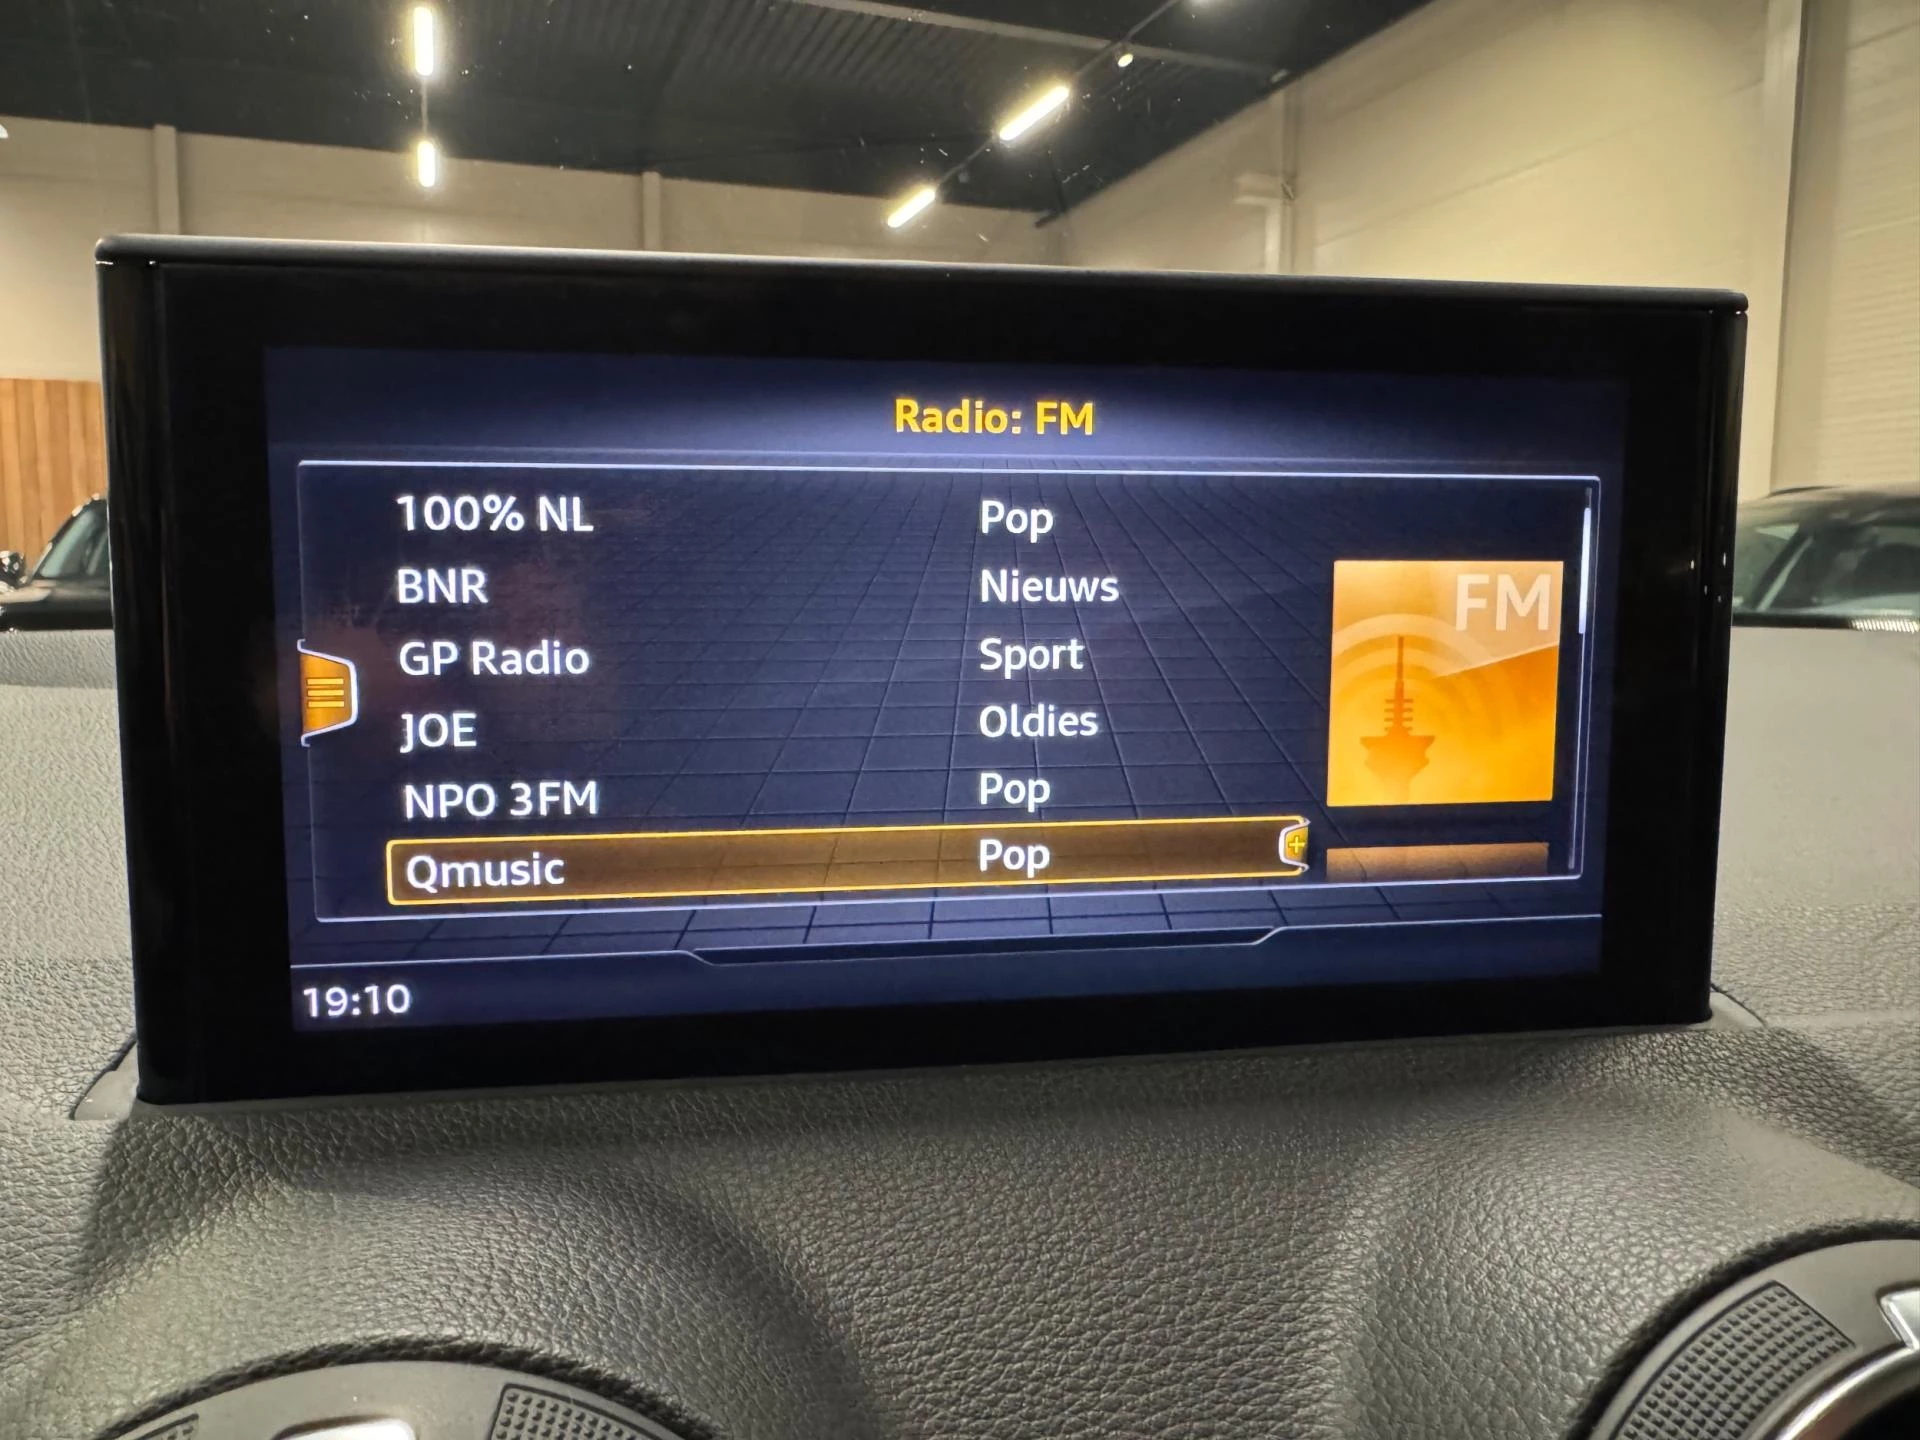 Radio: FM
100% NL Pop
BNR Nieuws
FM
GP Radio Sport
JOE Oldies
NPO 3FM Pop
Qmusic Pop
19:10